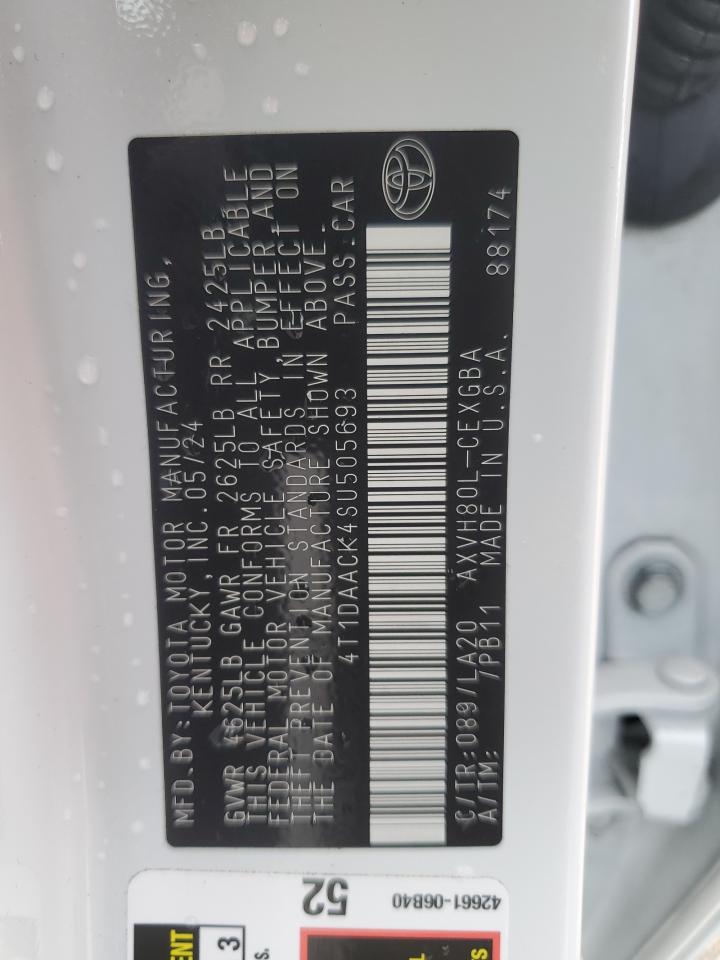 MFD.BY:TOYOTA MOTOR MANUFACTURING,
KENTUCKY, INC.05/24
GVWR 4625LB GAWR FR 2625LB RR 2425LB
THIS VEHICLE CONFORMS TO ALL APPLICABLE
FEDERAL MOTOR VEHICLE SAFETY, BUMPER AND
THEFT PREVENTION STANDARDS IN EFFECT ON
THE DATE OF MANUFACTURE SHOWN ABOVE.
4T1DAACK4SU505693 PASS.CAR
C/TR:089/LA20 AXVH80L-CEXGBA
A/TM: /PB11 MADE IN U.S.A. 88174
52
42661-06B40
3